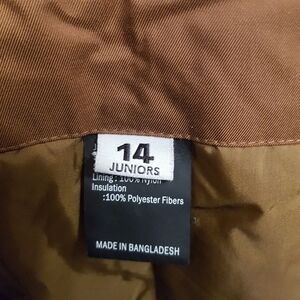 14
JUNIORS
Lining : 100% Nylon
Insulation
:100% Polyester Fibers
MADE IN BANGLADESH